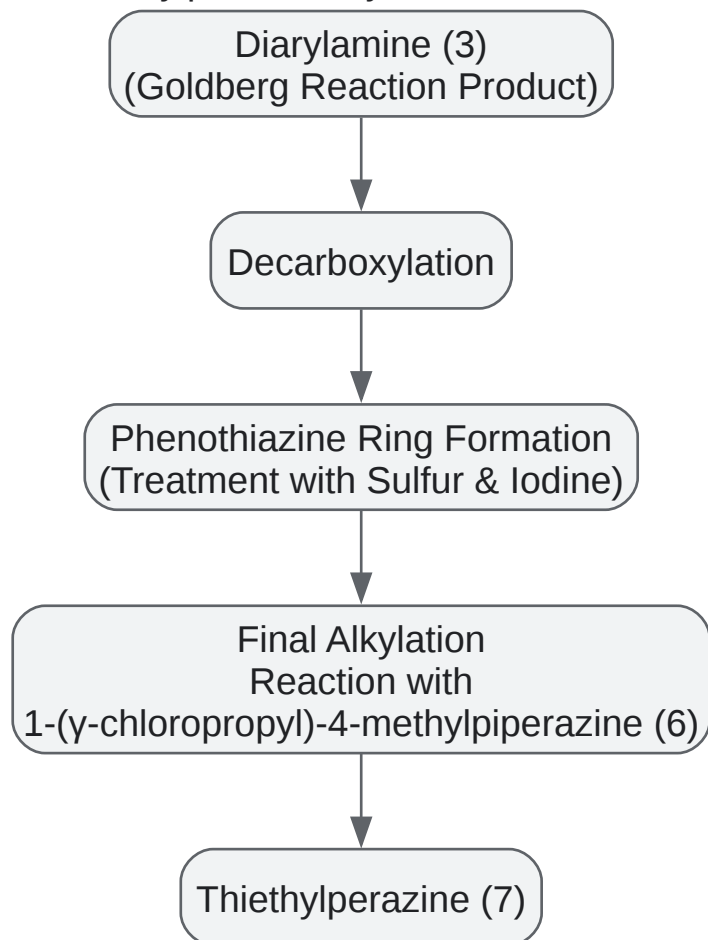 Diarylamine (3)
(Goldberg Reaction Product)
Decarboxylation
Phenothiazine Ring Formation
(Treatment with Sulfur & Iodine)
Final Alkylation
Reaction with
1-(γ-chloropropyl)-4-methylpiperazine (6)
Thiethylperazine (7)